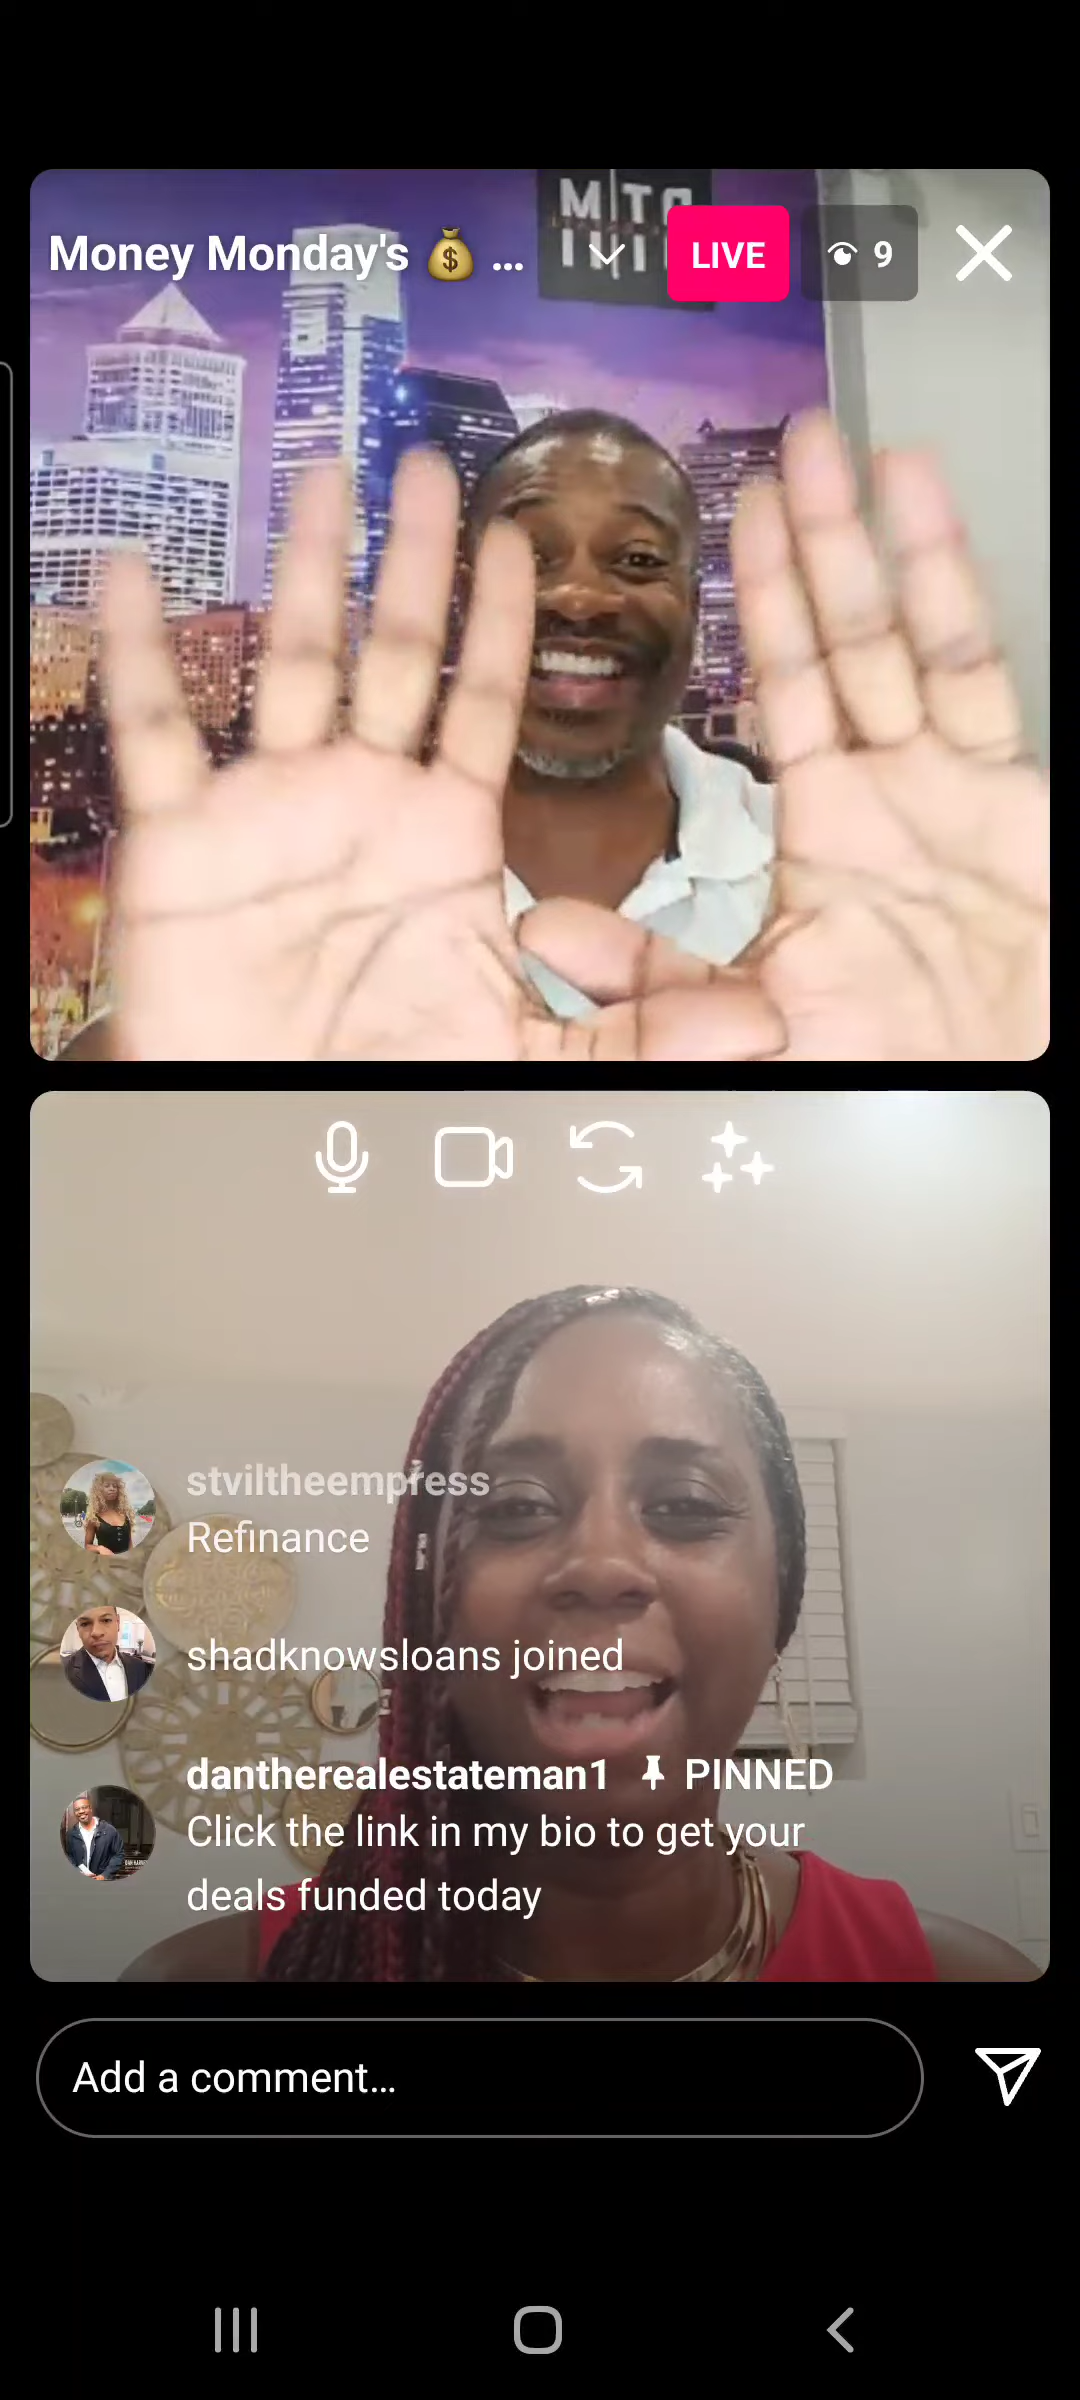 Money Monday's 💰 ...
LIVE
9
stviltheempress
Refinance
shadknowsloans joined
dantherealestateman1 PINNED
Click the link in my bio to get your
deals funded today
Add a comment...